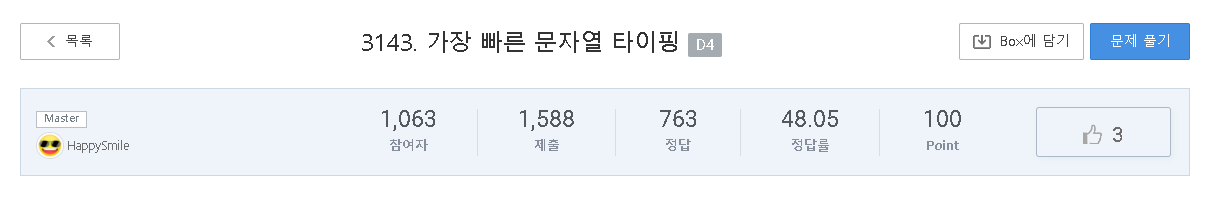 목록
3143. 가장 빠른 문자열 타이핑 D4
Box에 담기
문제 풀기
Master
HappySmile
1,063
참여자
1,588
제출
763
정답
48.05
정답률
100
Point
3